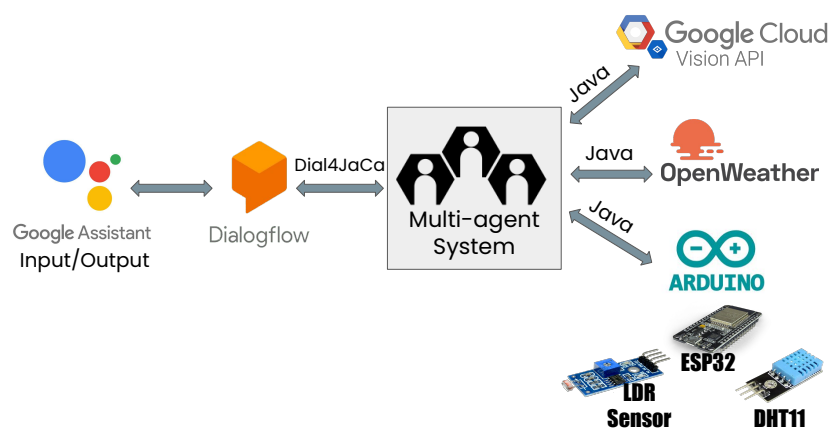 Google Assistant
Input/Output
Dialogflow
Dial4JaCa
Multi-agent
System
Java
Google Cloud
Vision API
Java
OpenWeather
Java
ARDUINO
ESP32
LDR
Sensor
DHT11